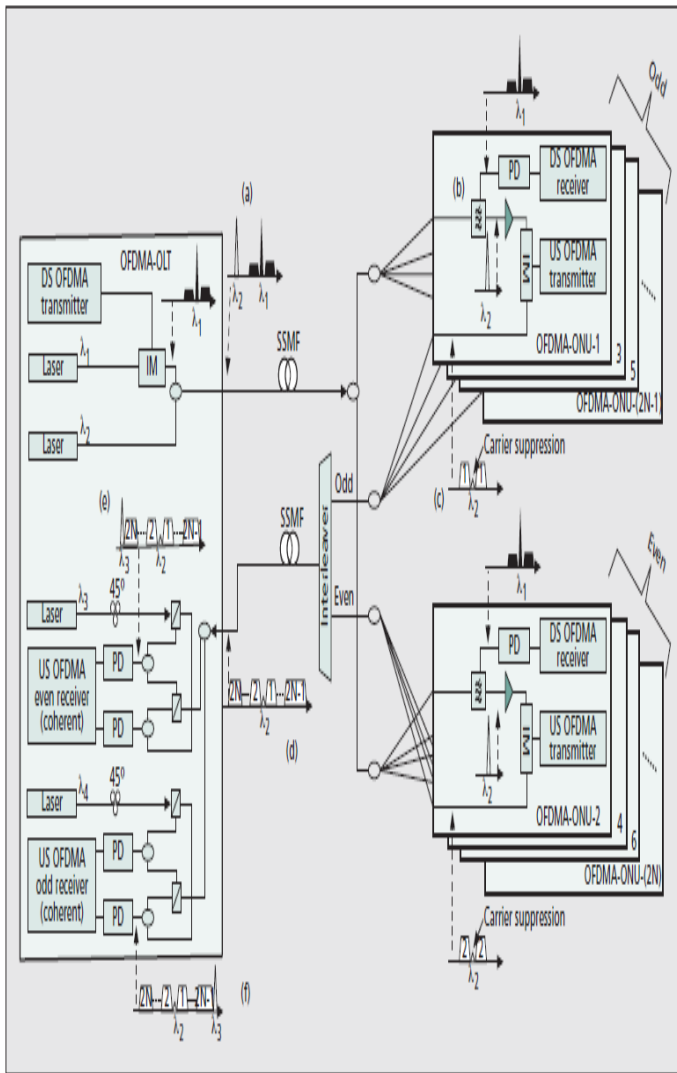 Odd
λ1
(a)
(b)
PD
DS OFDMA
receiver
OFDMA-OLT
DS OFDMA
transmitter
λ1
λ2
λ1
λ2
US OFDMA
transmitter
IM
SSMF
Laser
λ1
IM
OFDMA-ONU-1
3
5
OFDMA-ONU-(2N-1)
Laser
λ2
Carrier suppression
(c)
1
1
λ2
Odd
SSMF
(e)
2N
2
1
2N-1
λ3
λ2
Interleaver
Even
λ1
Even
Laser
λ3
45º
PD
DS OFDMA
receiver
US OFDMA
even receiver
(coherent)
PD
PD
2N
2
1
2N-1
λ2
(d)
λ2
IM
US OFDMA
transmitter
Laser
λ4
45º
OFDMA-ONU-2
4
6
OFDMA-ONU-(2N)
US OFDMA
odd receiver
(coherent)
PD
PD
Carrier suppression
2
2
λ2
2N
2
1
2N-1
λ2
λ3
(f)